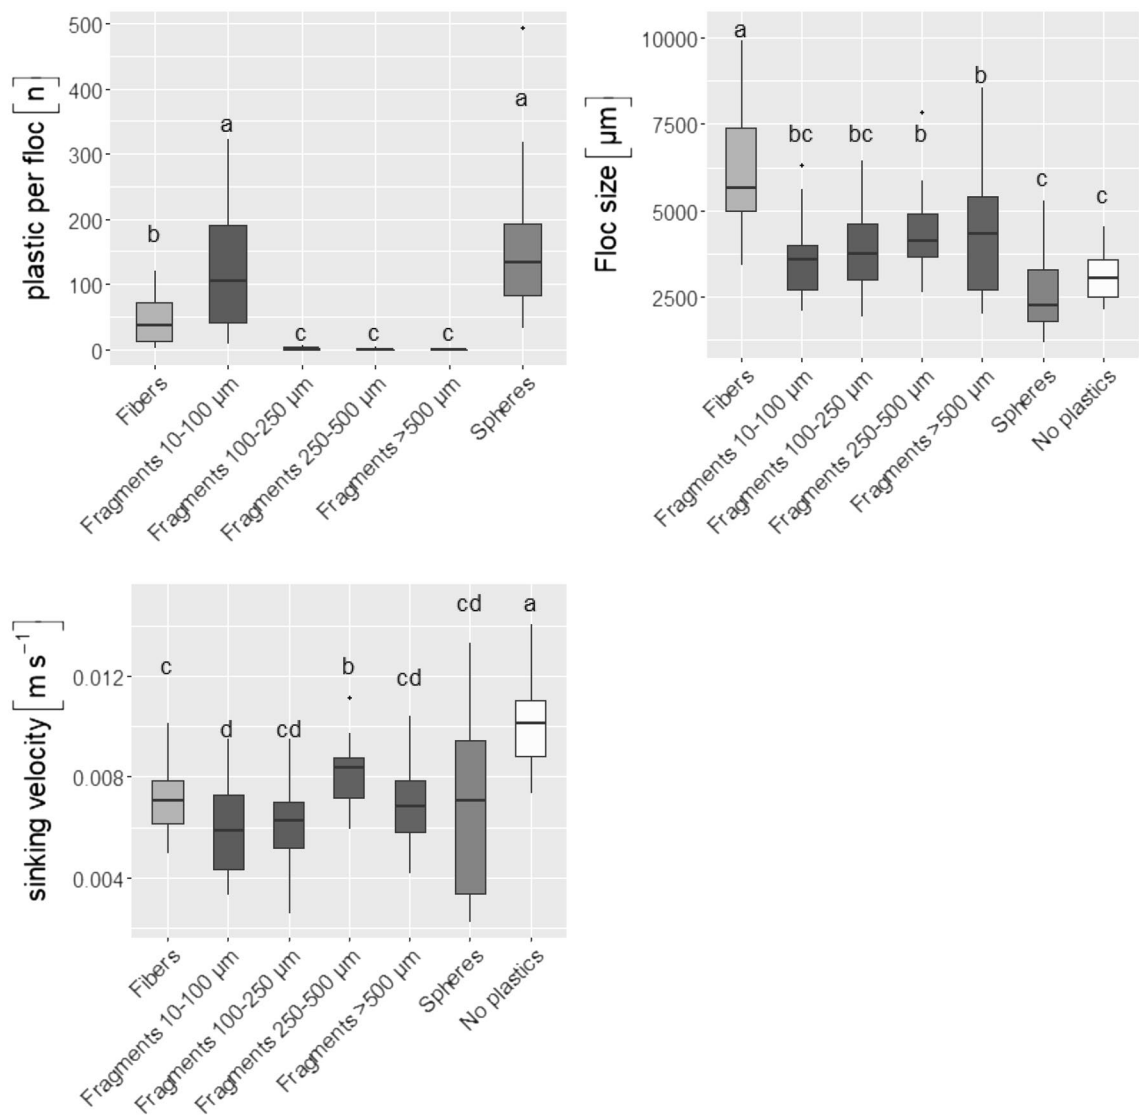 plastic per floc [ n ]
500
400
300
200
100
0
b
a
c
c
c
a
Fibers
Fragments 10-100 µm
Fragments 100-250 µm
Fragments 250-500 µm
Fragments >500 µm
Spheres
Floc size [ µm ]
10000
7500
5000
2500
a
bc
bc
b
b
c
c
Fibers
Fragments 10-100 µm
Fragments 100-250 µm
Fragments 250-500 µm
Fragments >500 µm
Spheres
No plastics
sinking velocity [ m s⁻¹ ]
0.012
0.008
0.004
c
d
cd
b
cd
cd
a
Fibers
Fragments 10-100 µm
Fragments 100-250 µm
Fragments 250-500 µm
Fragments >500 µm
Spheres
No plastics